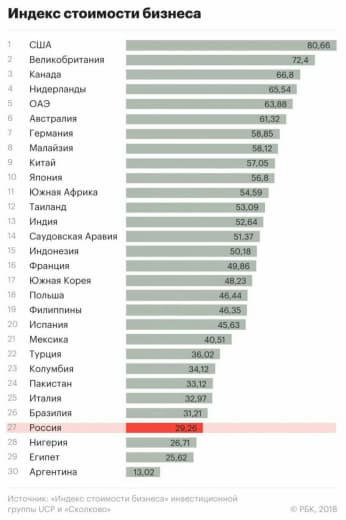 Индекс стоимости бизнеса
1 США 80,66
2 Великобритания 72,4
3 Канада 66,8
4 Нидерланды 65,54
5 ОАЭ 63,88
6 Австралия 61,32
7 Германия 58,85
8 Малайзия 58,12
9 Китай 57,05
10 Япония 56,8
11 Южная Африка 54,59
12 Таиланд 53,09
13 Индия 52,64
14 Саудовская Аравия 51,37
15 Индонезия 50,18
16 Франция 49,86
17 Южная Корея 48,23
18 Польша 46,44
19 Филиппины 46,35
20 Испания 45,63
21 Мексика 40,51
22 Турция 36,02
23 Колумбия 34,12
24 Пакистан 33,12
25 Италия 32,97
26 Бразилия 31,21
27 Россия 29,26
28 Нигерия 26,71
29 Египет 25,62
30 Аргентина 13,02
Источник: «Индекс стоимости бизнеса» инвестиционной
группы UCP и «Сколково» © РБК, 2018